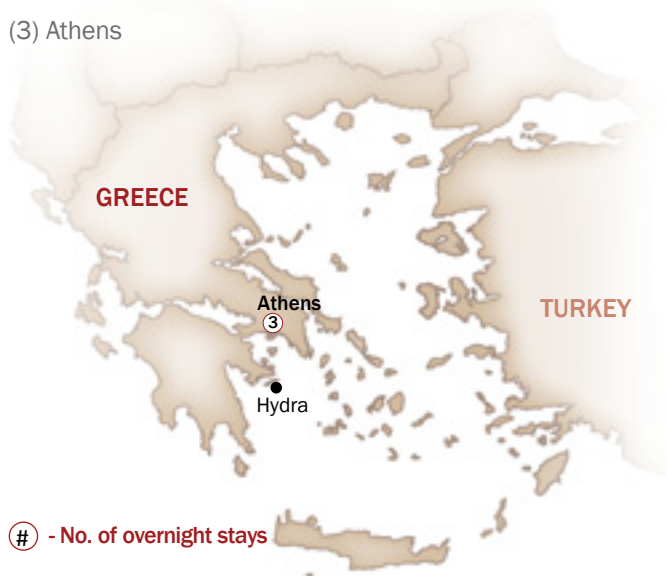 (3) Athens
GREECE
Athens
3
TURKEY
Hydra
# - No. of overnight stays